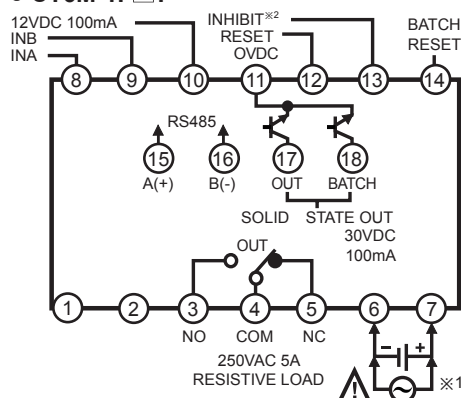 12VDC 100mA
INB
INA
INHIBIT※2
RESET
OVDC
BATCH
RESET
8 9 10 11 12 13 14
RS485
15 16 17 18
A(+) B(-) OUT BATCH
SOLID STATE OUT
30VDC
100mA
OUT
1 2 3 4 5 6 7
NO COM NC
250VAC 5A
RESISTIVE LOAD
- +
! ※1